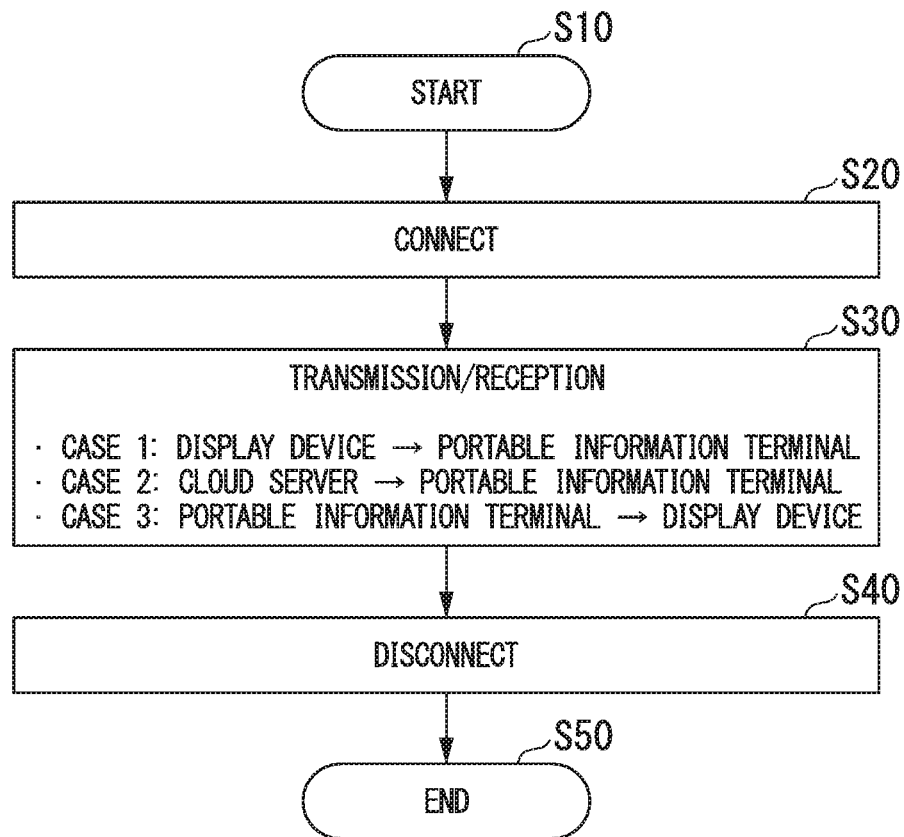 S10
START
S20
CONNECT
S30
TRANSMISSION/RECEPTION
· CASE 1: DISPLAY DEVICE → PORTABLE INFORMATION TERMINAL
· CASE 2: CLOUD SERVER → PORTABLE INFORMATION TERMINAL
· CASE 3: PORTABLE INFORMATION TERMINAL → DISPLAY DEVICE
S40
DISCONNECT
S50
END